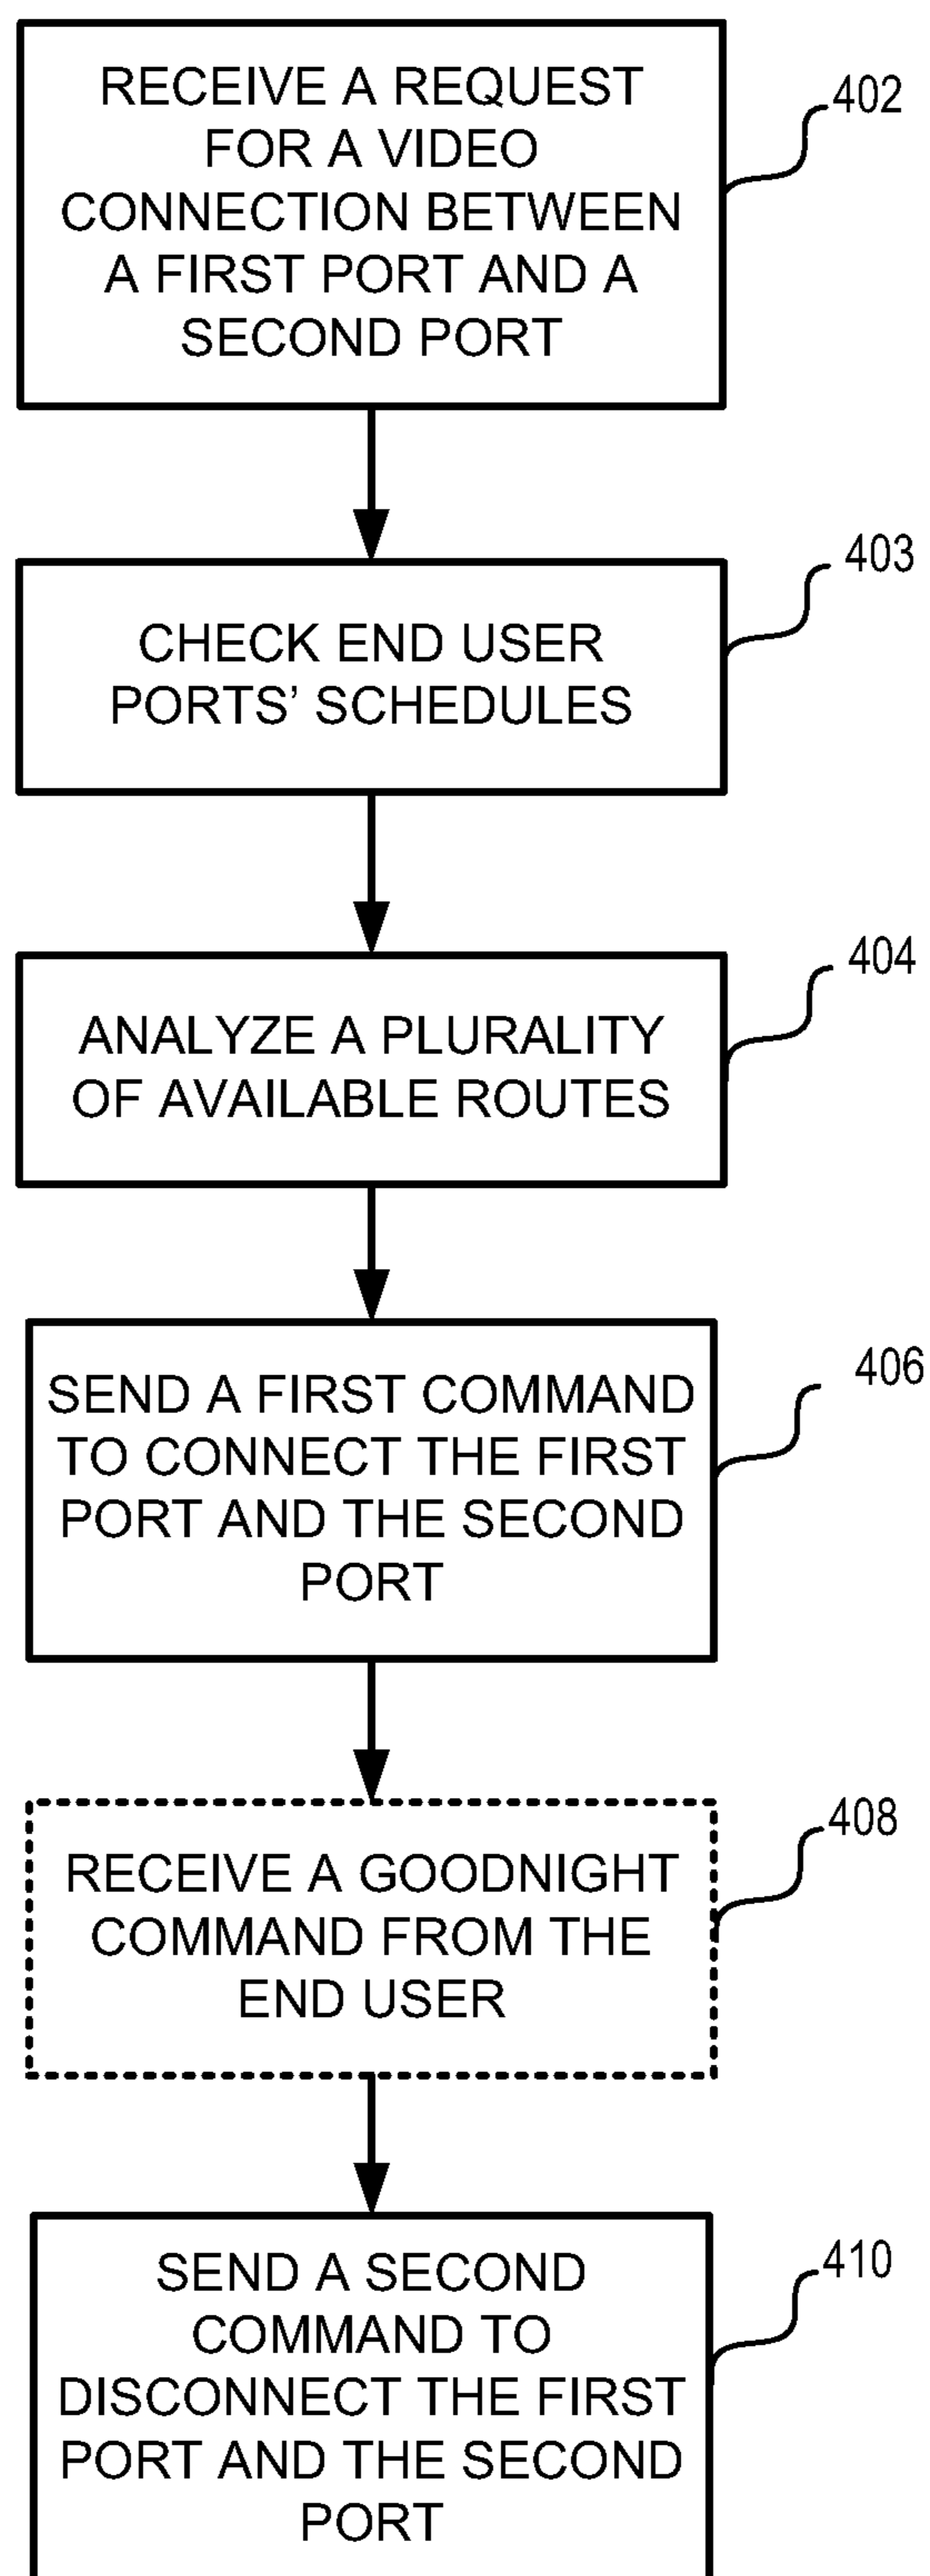 RECEIVE A REQUEST
FOR A VIDEO
CONNECTION BETWEEN
A FIRST PORT AND A
SECOND PORT
402
CHECK END USER
PORTS’ SCHEDULES
403
ANALYZE A PLURALITY
OF AVAILABLE ROUTES
404
SEND A FIRST COMMAND
TO CONNECT THE FIRST
PORT AND THE SECOND
PORT
406
RECEIVE A GOODNIGHT
COMMAND FROM THE
END USER
408
SEND A SECOND
COMMAND TO
DISCONNECT THE FIRST
PORT AND THE SECOND
PORT
410